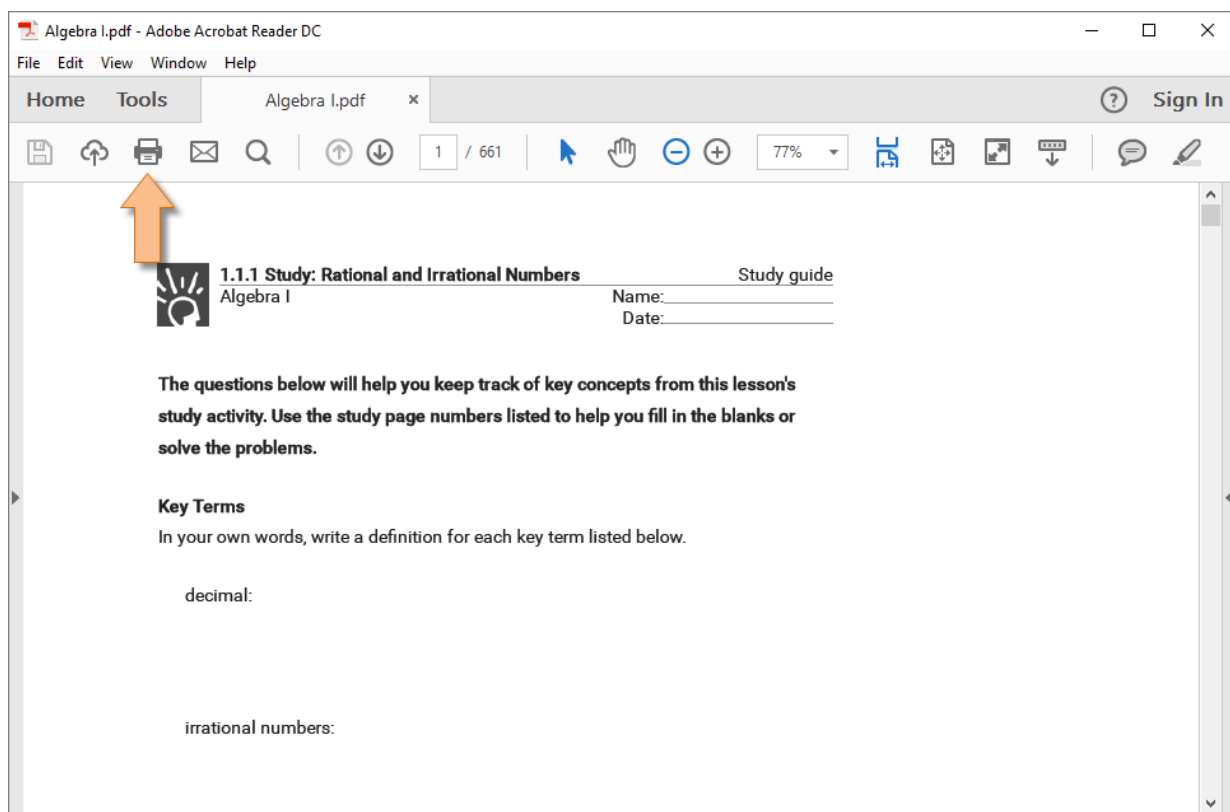 Algebra I.pdf - Adobe Acrobat Reader DC
File Edit View Window Help
Home Tools Algebra I.pdf × ? Sign In
1 / 661 77%
1.1.1 Study: Rational and Irrational Numbers Study guide
Algebra I Name:
Date:
The questions below will help you keep track of key concepts from this lesson's
study activity. Use the study page numbers listed to help you fill in the blanks or
solve the problems.
Key Terms
In your own words, write a definition for each key term listed below.
decimal:
irrational numbers: